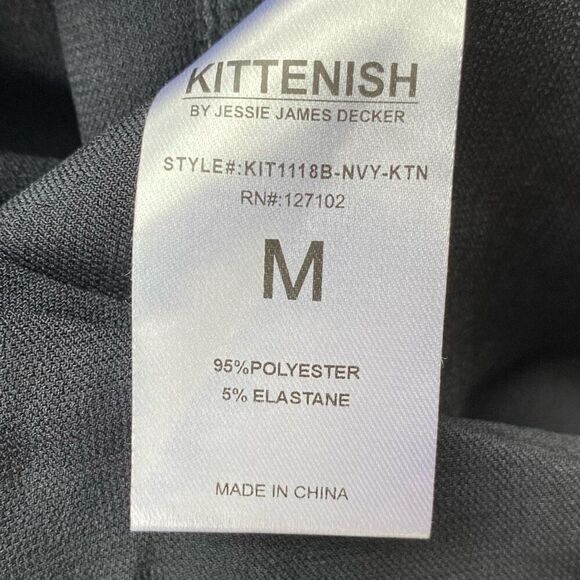 KITTENISH
BY JESSIE JAMES DECKER
STYLE#:KIT1118B-NVY-KTN
RN#:127102
M
95%POLYESTER
5% ELASTANE
MADE IN CHINA